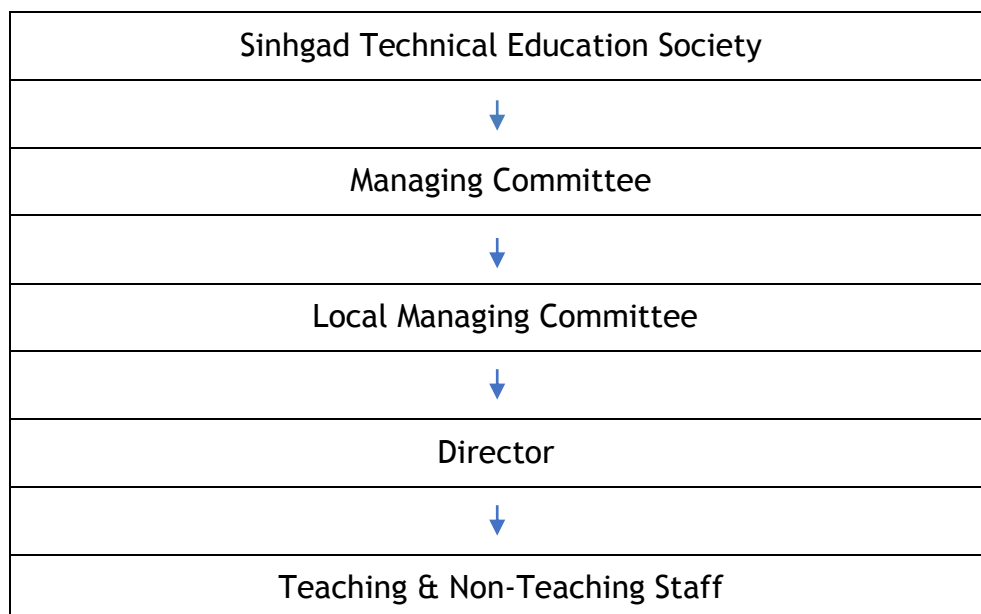 Sinhgad Technical Education Society
Managing Committee
Local Managing Committee
Director
Teaching & Non-Teaching Staff